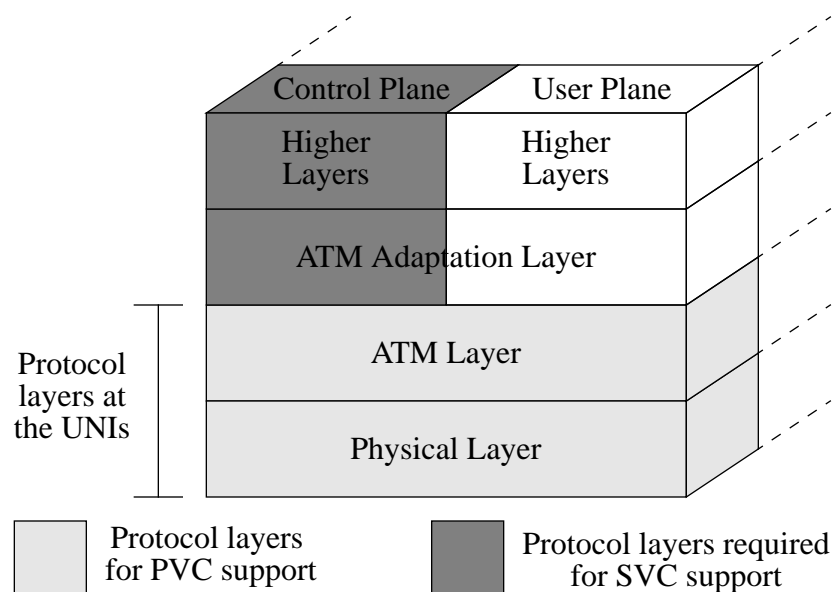 Control Plane
User Plane
Higher
Layers
Higher
Layers
ATM Adaptation Layer
ATM Layer
Physical Layer
Protocol
layers at
the UNIs
Protocol layers
for PVC support
Protocol layers required
for SVC support